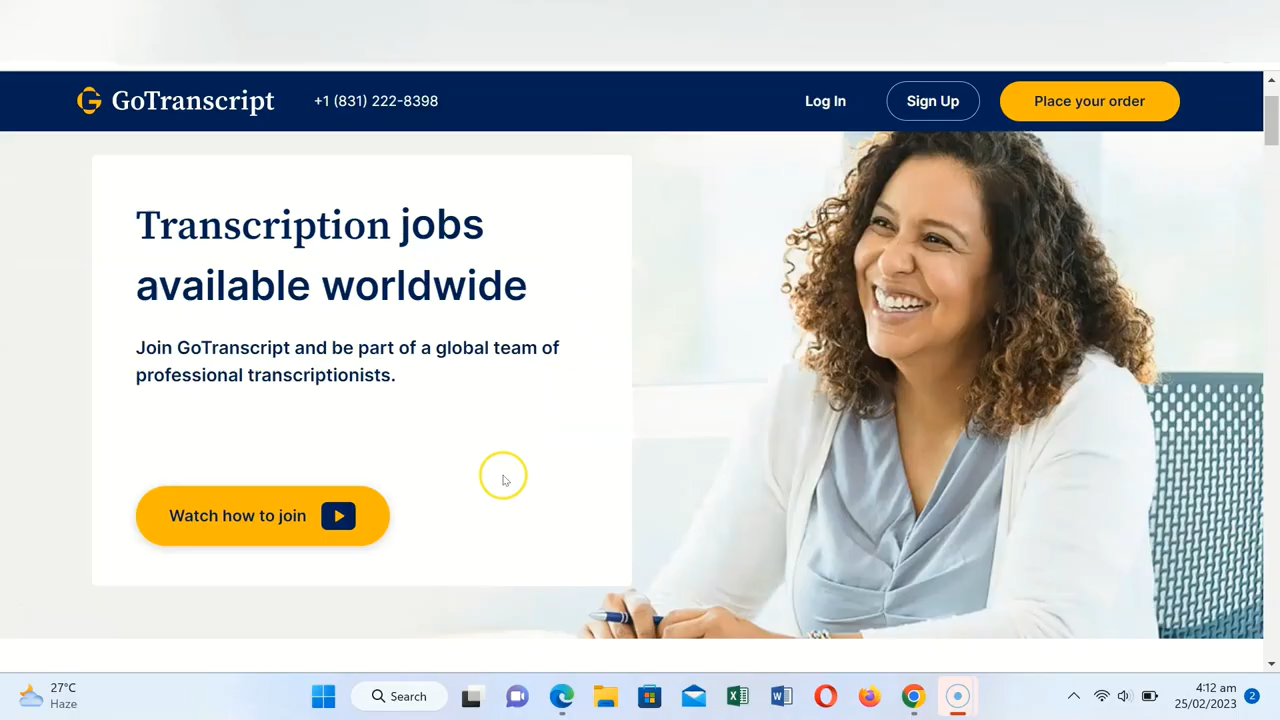 GoTranscript
+1 (831) 222-8398
Log In
Sign Up
Place your order
Transcription jobs
available worldwide
Join GoTranscript and be part of a global team of
professional transcriptionists.
Watch how to join
27°C
Haze
Search
4:12 am
25/02/2023
2